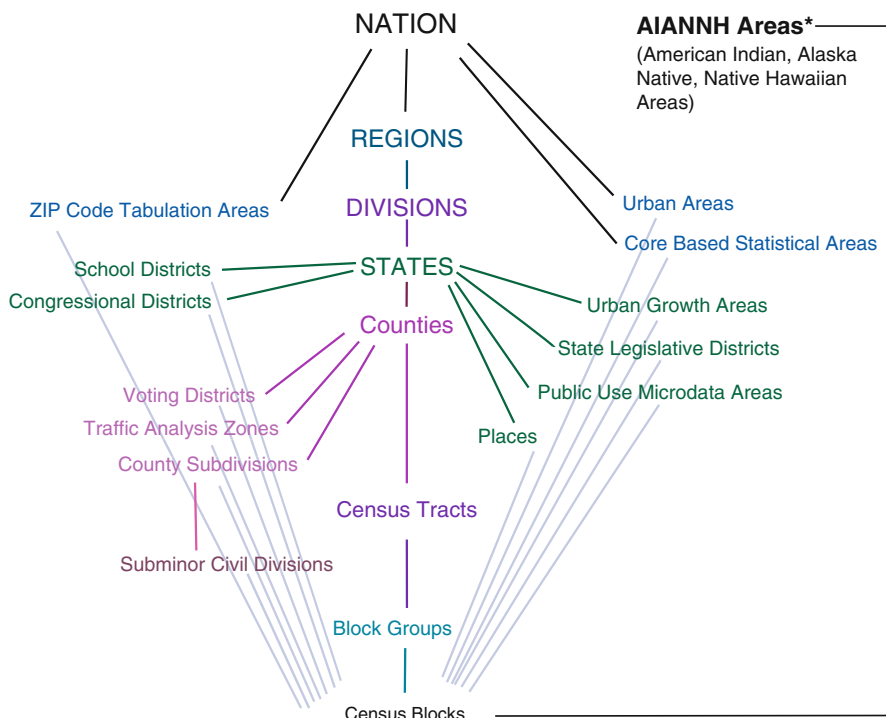 NATION
AIANNH Areas*
(American Indian, Alaska
Native, Native Hawaiian
Areas)
REGIONS
ZIP Code Tabulation Areas
DIVISIONS
Urban Areas
Core Based Statistical Areas
School Districts
STATES
Congressional Districts
Urban Growth Areas
Counties
State Legislative Districts
Voting Districts
Public Use Microdata Areas
Traffic Analysis Zones
Places
County Subdivisions
Census Tracts
Subminor Civil Divisions
Block Groups
Census Blocks